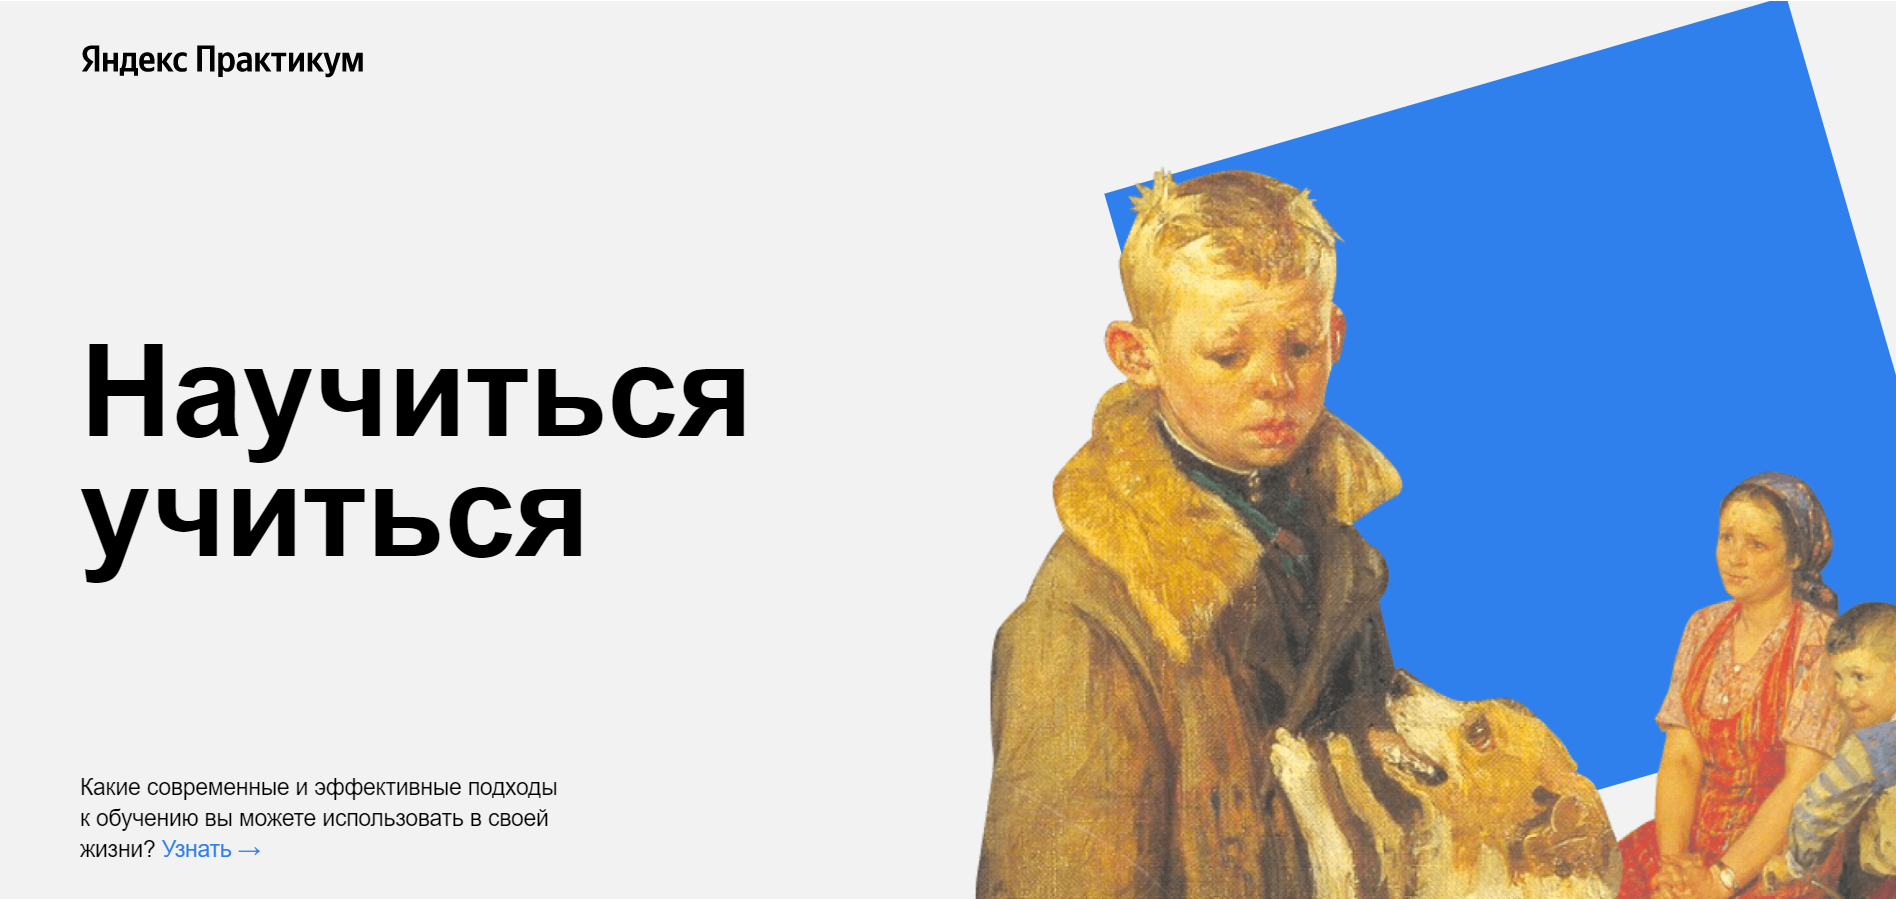 Яндекс Практикум
Научиться
учиться
Какие современные и эффективные подходы
к обучению вы можете использовать в своей
жизни? Узнать →